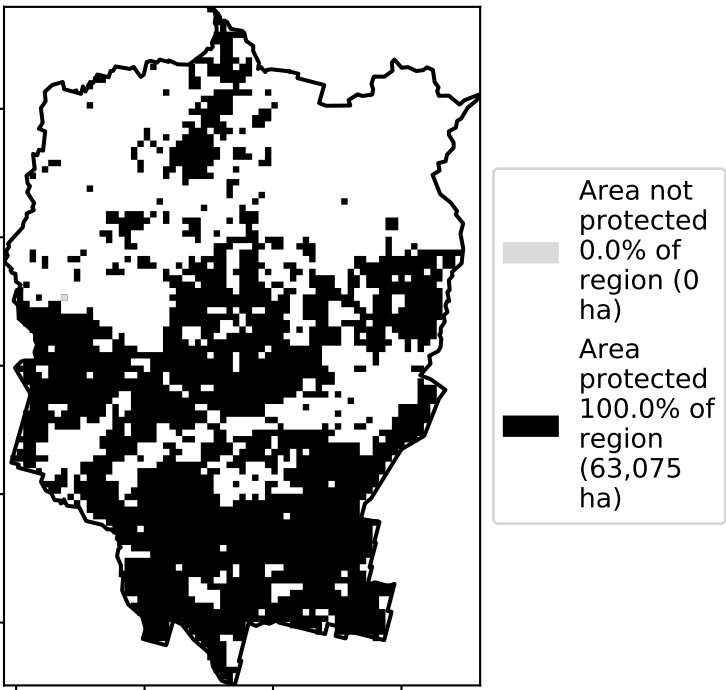 Area not
protected
0.0% of
region (0
ha)
Area
protected
100.0% of
region
(63,075
ha)